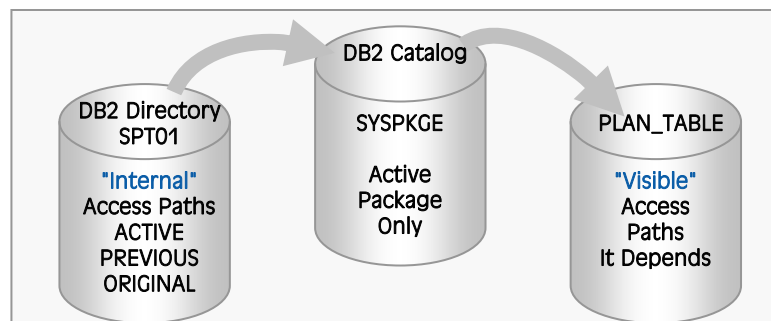 DB2 Directory
SPT01
"Internal"
Access Paths
ACTIVE
PREVIOUS
ORIGINAL
DB2 Catalog
SYSPKGE
Active
Package
Only
PLAN_TABLE
"Visible"
Access
Paths
It Depends